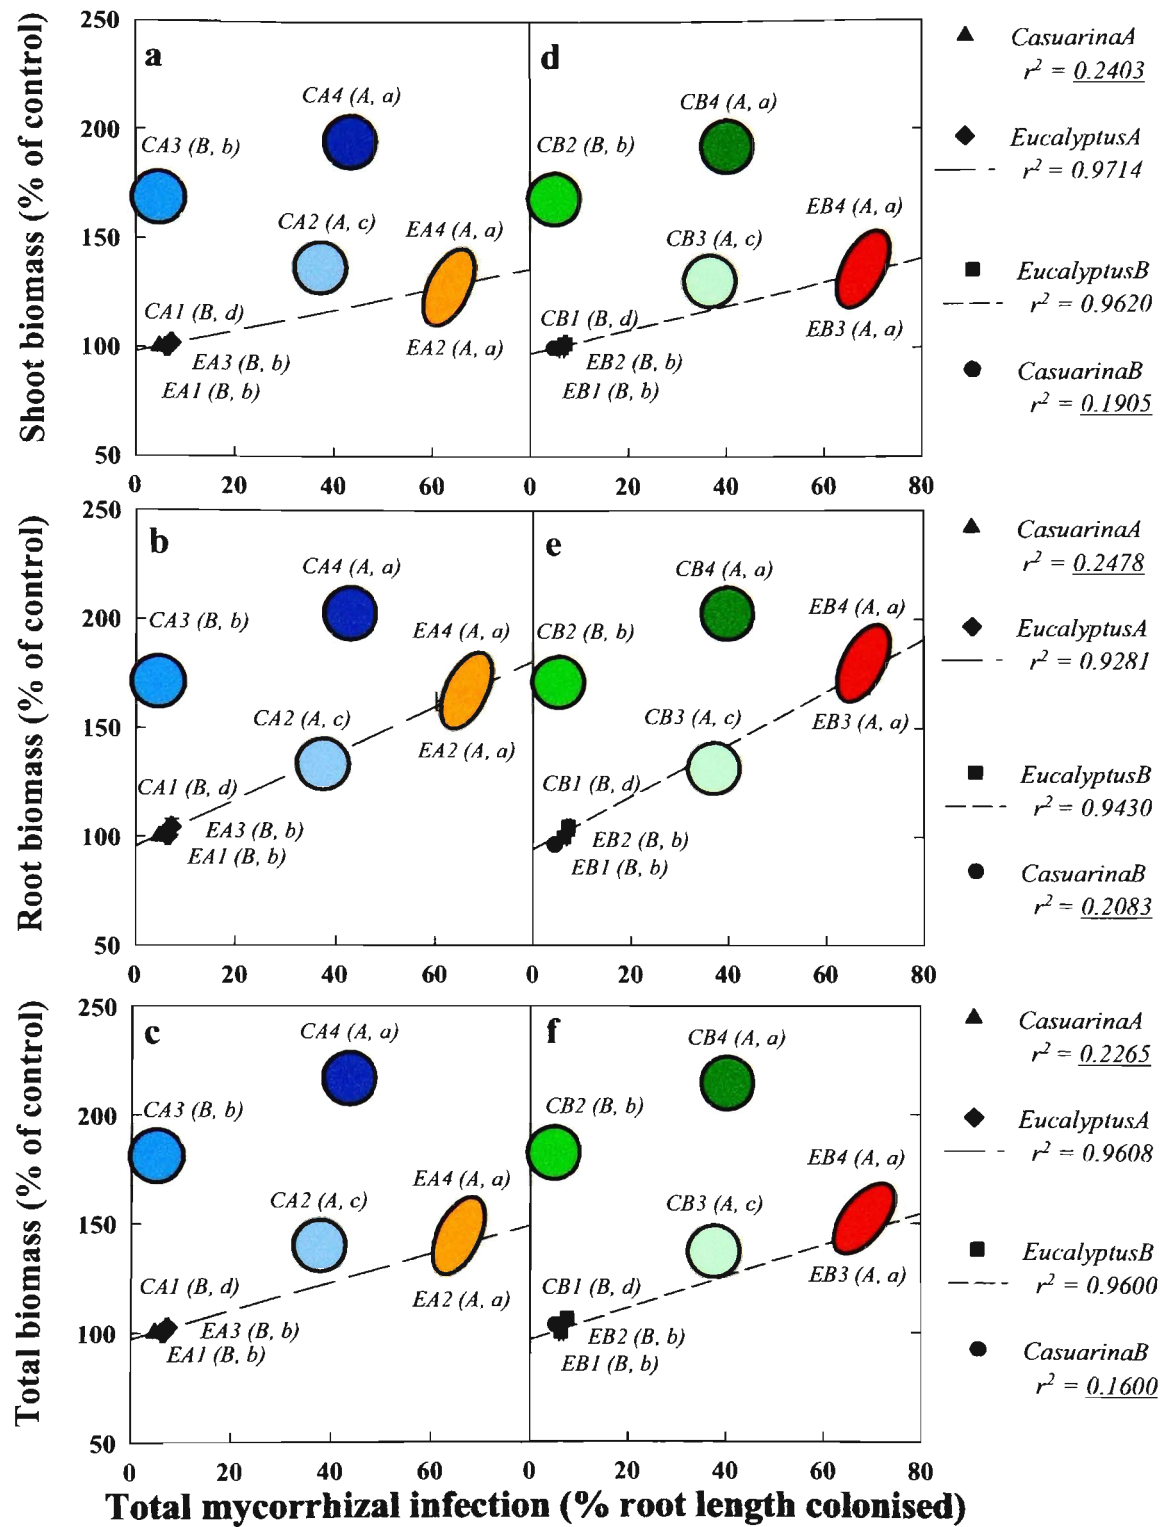 Shoot biomass (% of control)
250
200
150
100
50
a
CA4 (A, a)
CA3 (B, b)
CA2 (A, c)
EA4 (A, a)
CA1 (B, d)
EA3 (B, b)
EA2 (A, a)
EA1 (B, b)
0 20 40 60
d
CB4 (A, a)
CB2 (B, b)
EB4 (A, a)
CB3 (A, c)
CB1 (B, d)
EB3 (A, a)
EB2 (B, b)
EB1 (B, b)
0 20 40 60 80
CasuarinaA
r² = 0.2403
EucalyptusA
r² = 0.9714
EucalyptusB
r² = 0.9620
CasuarinaB
r² = 0.1905
Root biomass (% of control)
250
200
150
100
50
b
CA4 (A, a)
CA3 (B, b)
EA4 (A, a)
CA2 (A, c)
EA2 (A, a)
CA1 (B, d)
EA3 (B, b)
EA1 (B, b)
0 20 40 60
e
CB4 (A, a)
CB2 (B, b)
EB4 (A, a)
CB3 (A, c)
EB3 (A, a)
CB1 (B, d)
EB2 (B, b)
EB1 (B, b)
0 20 40 60 80
CasuarinaA
r² = 0.2478
EucalyptusA
r² = 0.9281
EucalyptusB
r² = 0.9430
CasuarinaB
r² = 0.2083
Total biomass (% of control)
250
200
150
100
50
c
CA4 (A, a)
CA3 (B, b)
EA4 (A, a)
CA2 (A, c)
CA1 (B, d)
EA2 (A, a)
EA3 (B, b)
EA1 (B, b)
0 20 40 60
f
CB4 (A, a)
CB2 (B, b)
EB4 (A, a)
CB3 (A, c)
EB3 (A, a)
CB1 (B, d)
EB2 (B, b)
EB1 (B, b)
0 20 40 60 80
CasuarinaA
r² = 0.2265
EucalyptusA
r² = 0.9608
EucalyptusB
r² = 0.9600
CasuarinaB
r² = 0.1600
Total mycorrhizal infection (% root length colonised)